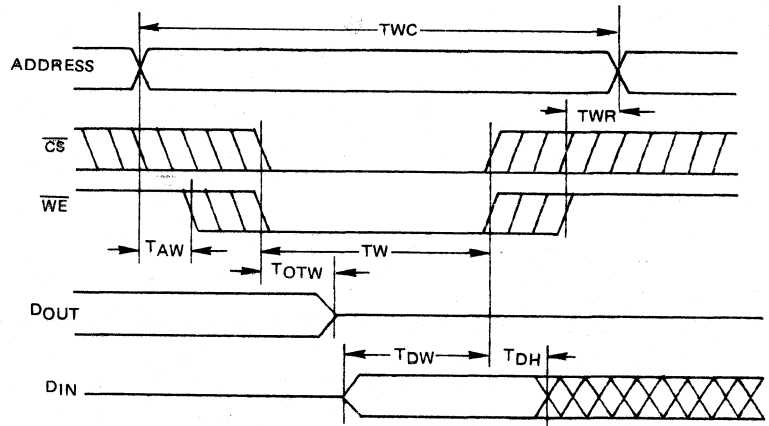 TWC
ADDRESS
TWR
CS
WE
TAW
TW
TOTW
DOUT
TDW
TDH
DIN